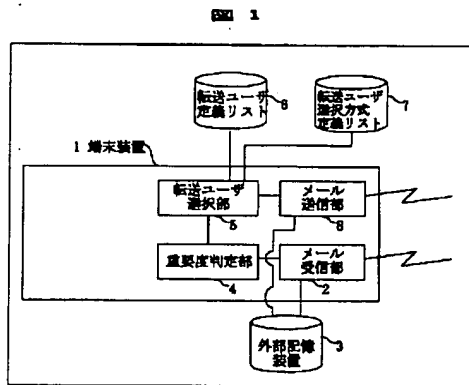 図 1
転送ユーザ
定義リスト
6
転送ユーザ
選択方式
定義リスト
7
1 端末装置
転送ユーザ
選択部
5
メール
送信部
8
重要度判定部
4
メール
受信部
2
外部記憶
装置
3